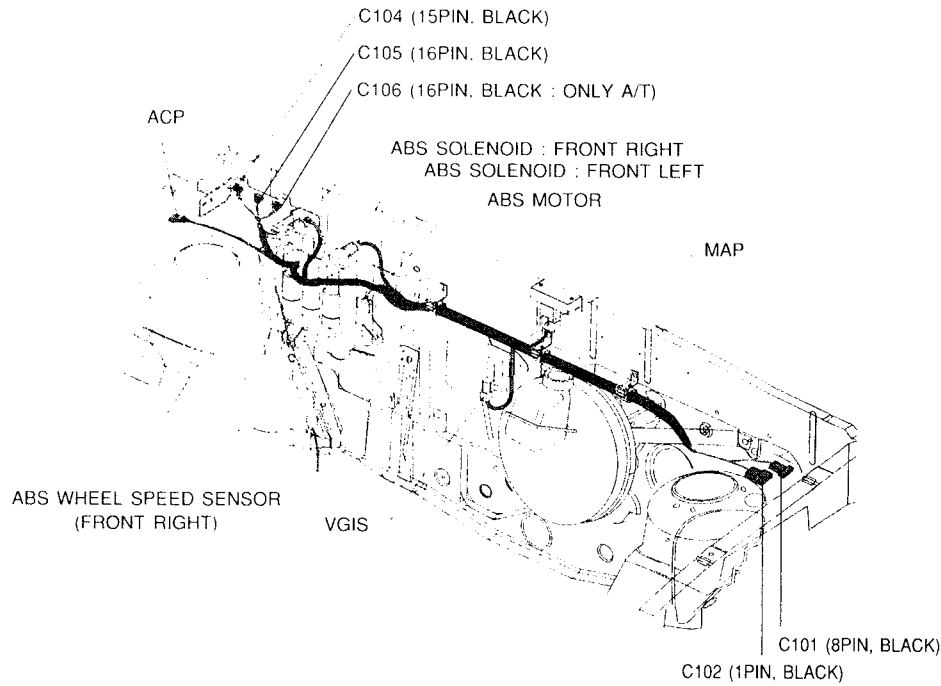 C104 (15PIN. BLACK)
C105 (16PIN. BLACK)
C106 (16PIN. BLACK : ONLY A/T)
ACP
ABS SOLENOID : FRONT RIGHT
ABS SOLENOID : FRONT LEFT
ABS MOTOR
MAP
ABS WHEEL SPEED SENSOR
(FRONT RIGHT)
VGIS
C101 (8PIN, BLACK)
C102 (1PIN, BLACK)